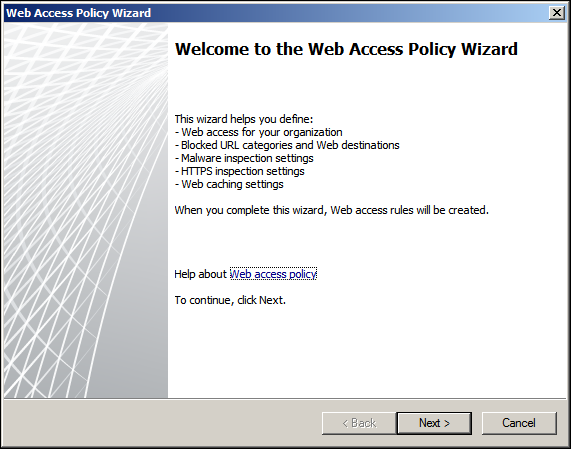 Web Access Policy Wizard
Welcome to the Web Access Policy Wizard
This wizard helps you define:
- Web access for your organization
- Blocked URL categories and Web destinations
- Malware inspection settings
- HTTPS inspection settings
- Web caching settings
When you complete this wizard, Web access rules will be created.
Help about Web access policy
To continue, click Next.
< Back
Next >
Cancel